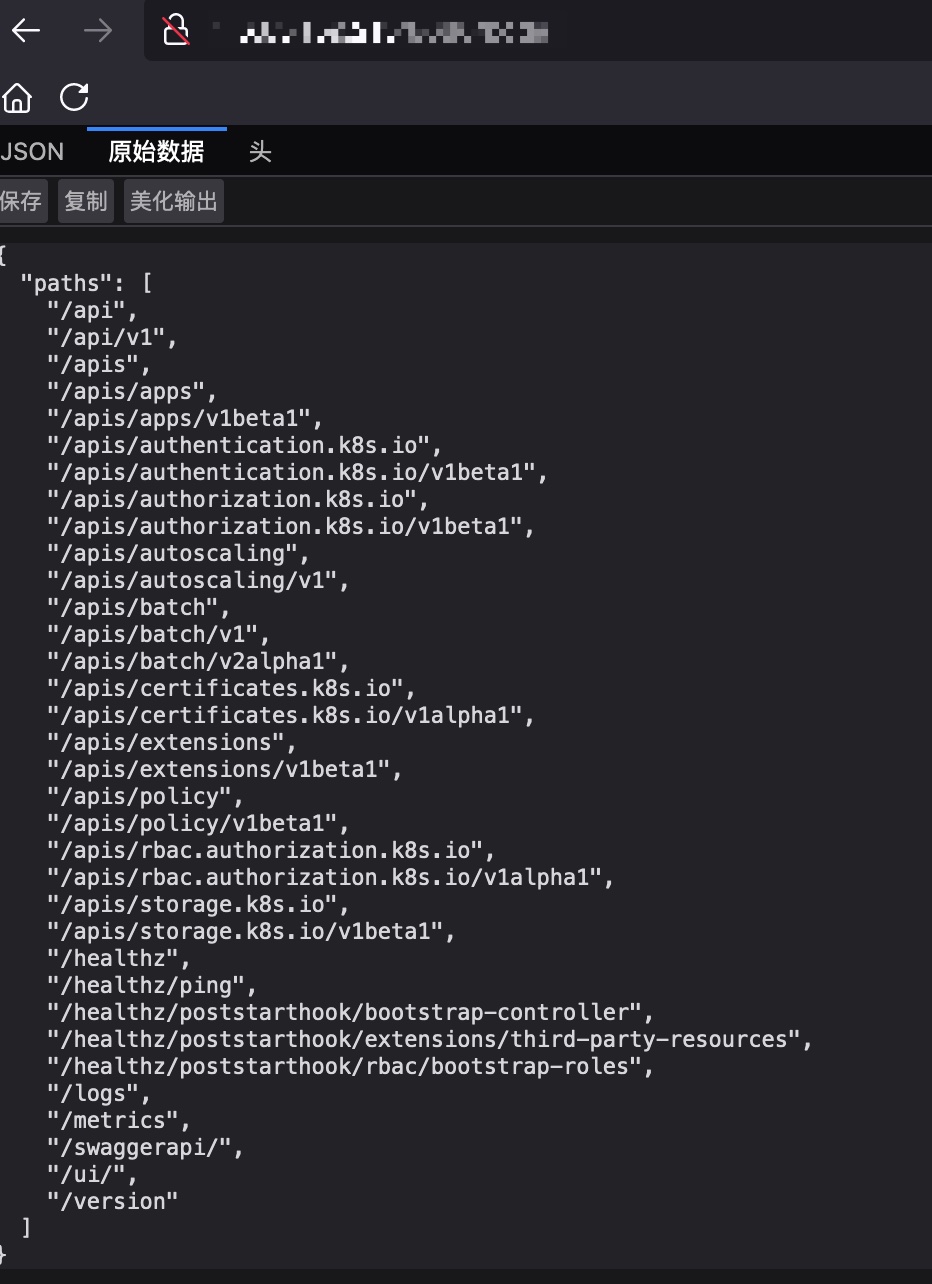 JSON 原始数据 头
保存 复制 美化输出
{
  "paths": [
    "/api",
    "/api/v1",
    "/apis",
    "/apis/apps",
    "/apis/apps/v1beta1",
    "/apis/authentication.k8s.io",
    "/apis/authentication.k8s.io/v1beta1",
    "/apis/authorization.k8s.io",
    "/apis/authorization.k8s.io/v1beta1",
    "/apis/autoscaling",
    "/apis/autoscaling/v1",
    "/apis/batch",
    "/apis/batch/v1",
    "/apis/batch/v2alpha1",
    "/apis/certificates.k8s.io",
    "/apis/certificates.k8s.io/v1alpha1",
    "/apis/extensions",
    "/apis/extensions/v1beta1",
    "/apis/policy",
    "/apis/policy/v1beta1",
    "/apis/rbac.authorization.k8s.io",
    "/apis/rbac.authorization.k8s.io/v1alpha1",
    "/apis/storage.k8s.io",
    "/apis/storage.k8s.io/v1beta1",
    "/healthz",
    "/healthz/ping",
    "/healthz/poststarthook/bootstrap-controller",
    "/healthz/poststarthook/extensions/third-party-resources",
    "/healthz/poststarthook/rbac/bootstrap-roles",
    "/logs",
    "/metrics",
    "/swaggerapi/",
    "/ui/",
    "/version"
  ]
}